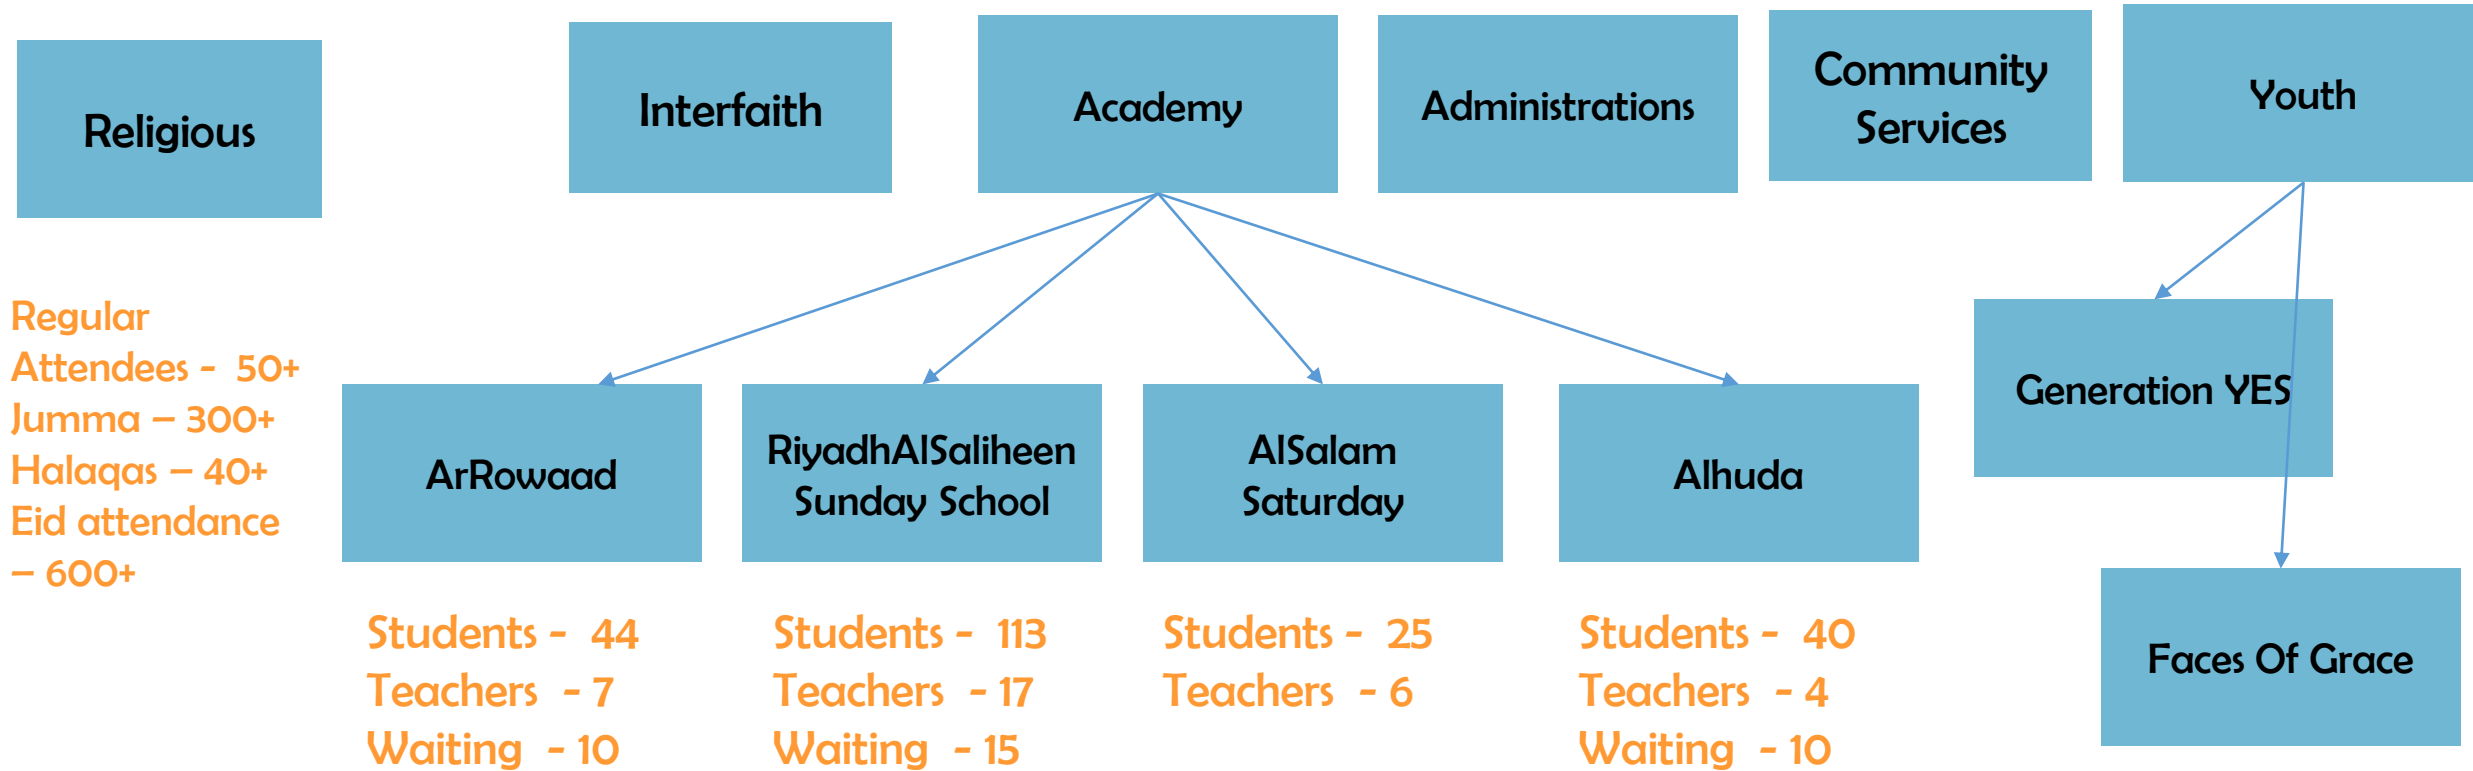 Religious
Interfaith
Academy
Administrations
Community
Services
Youth
Regular
Attendees - 50+
Jumma – 300+
Halaqas – 40+
Eid attendance
– 600+
ArRowaad
RiyadhAlSaliheen
Sunday School
AlSalam
Saturday
Alhuda
Generation YES
Faces Of Grace
Students - 44
Teachers - 7
Waiting - 10
Students - 113
Teachers - 17
Waiting - 15
Students - 25
Teachers - 6
Students - 40
Teachers - 4
Waiting - 10